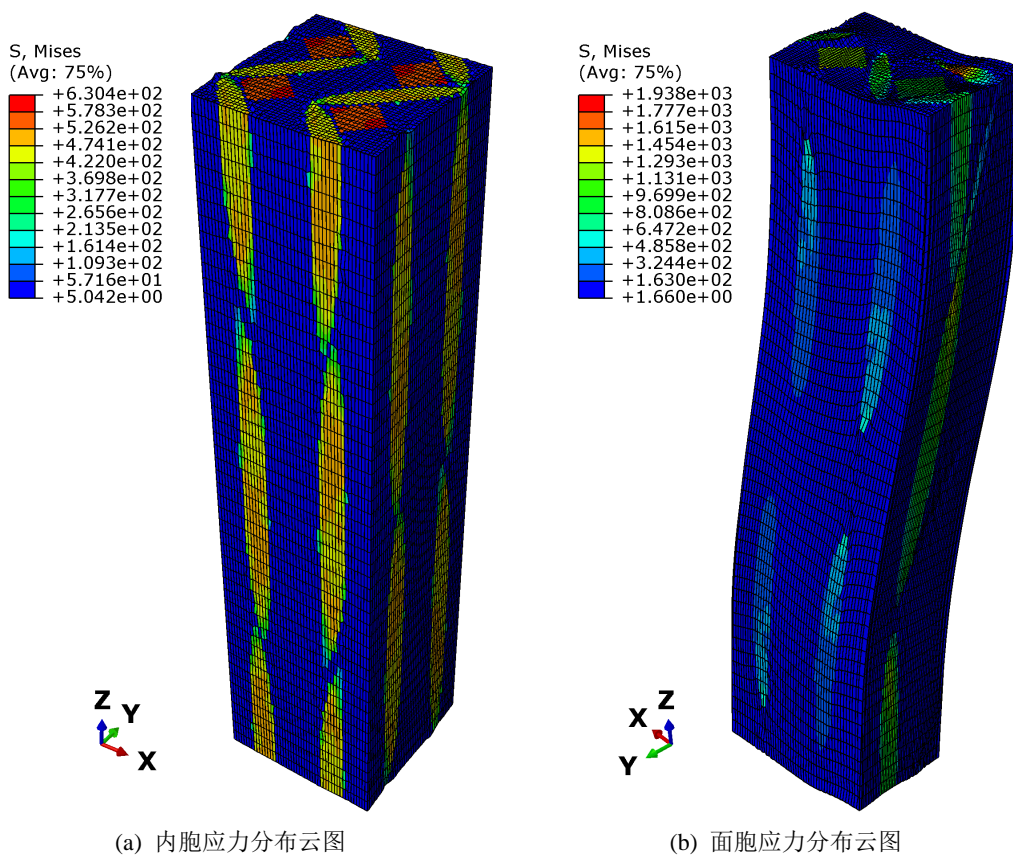 S, Mises
(Avg: 75%)
+6.304e+02
+5.783e+02
+5.262e+02
+4.741e+02
+4.220e+02
+3.698e+02
+3.177e+02
+2.656e+02
+2.135e+02
+1.614e+02
+1.093e+02
+5.716e+01
+5.042e+00
Z
Y
X
(a) 内胞应力分布云图
S, Mises
(Avg: 75%)
+1.938e+03
+1.777e+03
+1.615e+03
+1.454e+03
+1.293e+03
+1.131e+03
+9.699e+02
+8.086e+02
+6.472e+02
+4.858e+02
+3.244e+02
+1.630e+02
+1.660e+00
Z
X
Y
(b) 面胞应力分布云图